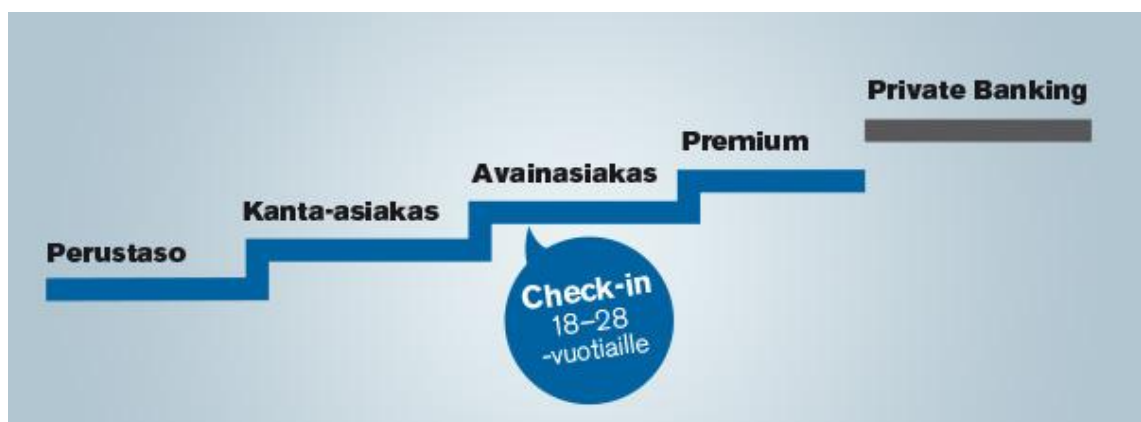 Perustaso
Kanta-asiakas
Avainasiakas
Premium
Private Banking
Check-in
18–28
-vuotiaille